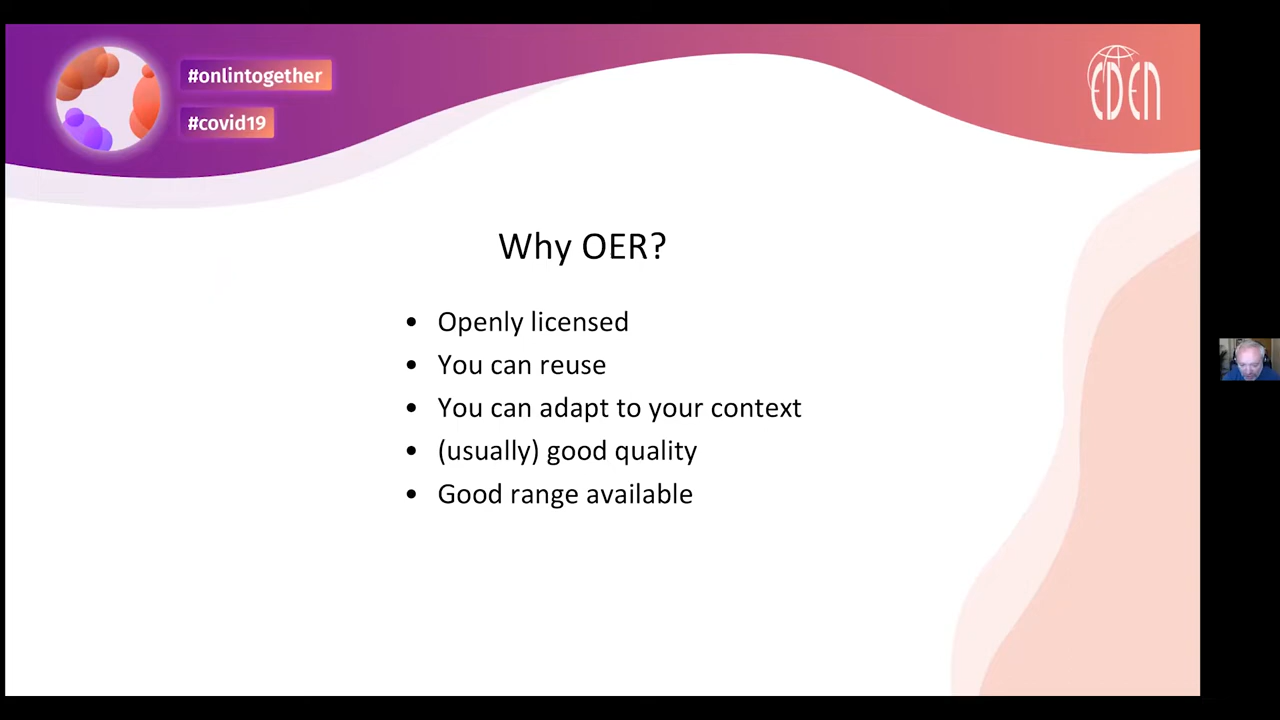 #onlintogether
#covid19
EDEN
Why OER?
• Openly licensed
• You can reuse
• You can adapt to your context
• (usually) good quality
• Good range available